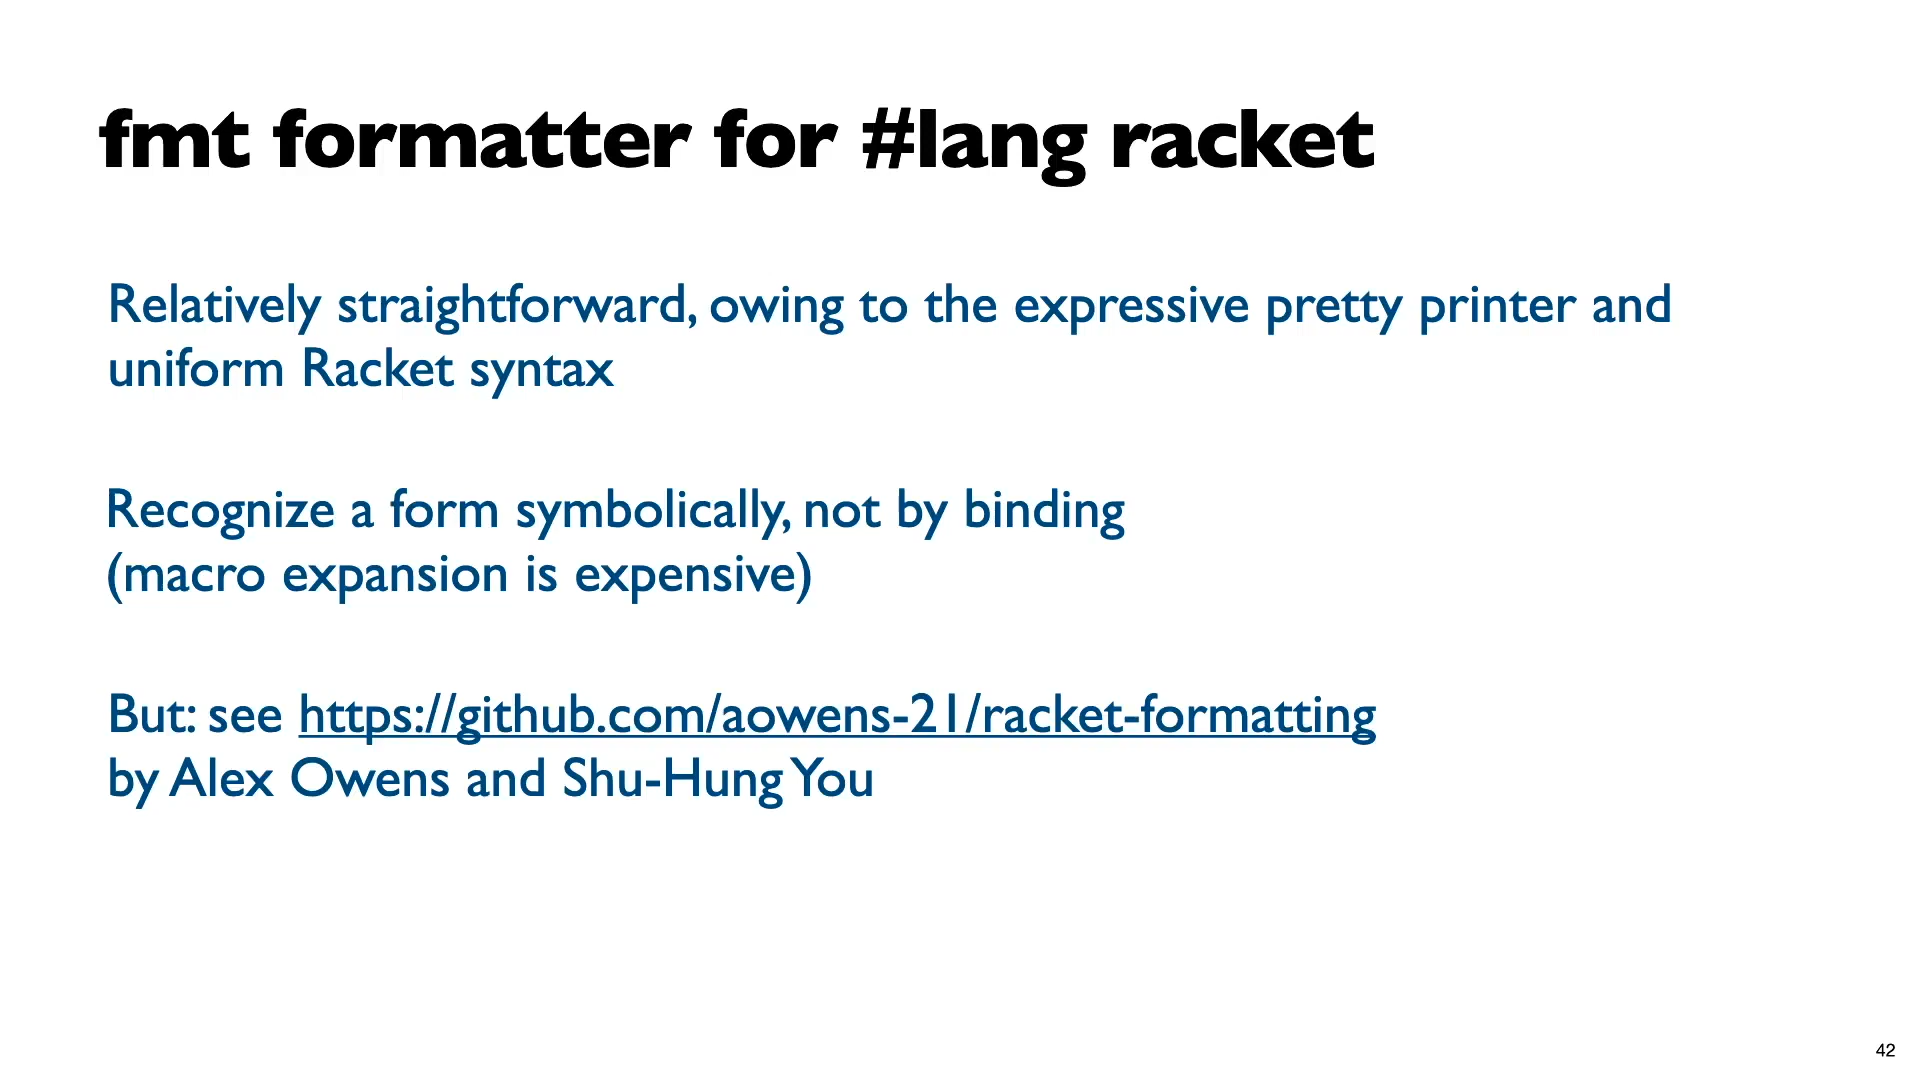 fmt formatter for #lang racket
Relatively straightforward, owing to the expressive pretty printer and
uniform Racket syntax
Recognize a form symbolically, not by binding
(macro expansion is expensive)
But: see https://github.com/aowens-21/racket-formatting
by Alex Owens and Shu-Hung You
42